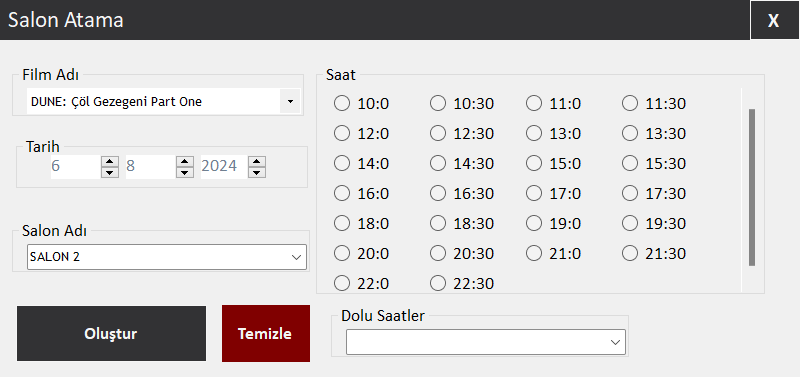 Salon Atama X
Film Adı
DUNE: Çöl Gezegeni Part One
Tarih
6 8 2024
Salon Adı
SALON 2
Oluştur Temizle
Saat
10:0 10:30 11:0 11:30
12:0 12:30 13:0 13:30
14:0 14:30 15:0 15:30
16:0 16:30 17:0 17:30
18:0 18:30 19:0 19:30
20:0 20:30 21:0 21:30
22:0 22:30
Dolu Saatler